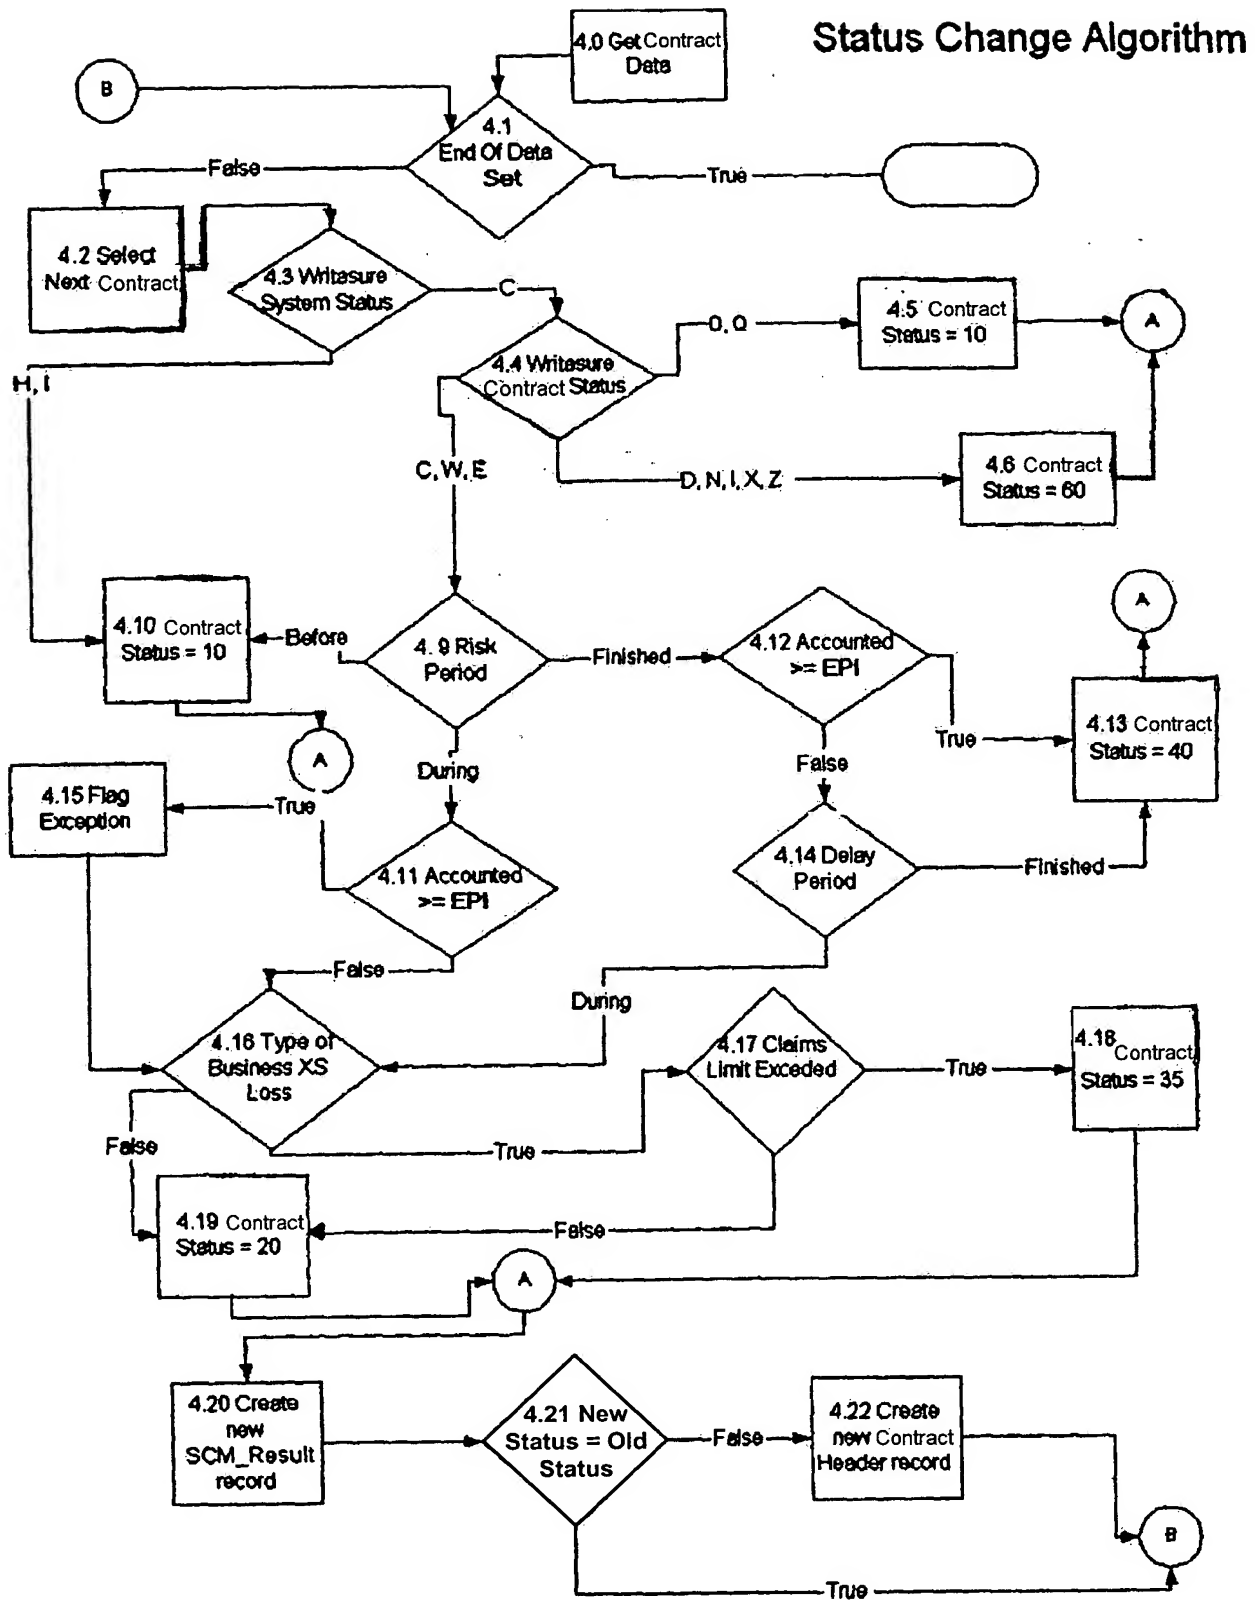 Status Change Algorithm
4.0 Get Contract
Data
B
4.1
End Of Data
Set
False
True
4.2 Select
Next Contract
4.3 Writasure
System Status
C
4.4 Writesure
Contract Status
O, Q
4.5 Contract
Status = 10
A
H, I
C, W, E
D, N, I, X, Z
4.6 Contract
Status = 60
4.10 Contract
Status = 10
Before
4.9 Risk
Period
Finished
4.12 Accounted
>= EPI
A
True
4.13 Contract
Status = 40
A
During
False
4.15 Flag
Exception
True
4.11 Accounted
>= EPI
4.14 Delay
Period
Finished
False
During
4.16 Type of
Business XS
Loss
4.17 Claims
Limit Exceded
True
4.18
Contract
Status = 35
False
True
4.19 Contract
Status = 20
False
A
4.20 Create
new
SCM_Result
record
4.21 New
Status = Old
Status
False
4.22 Create
new Contract
Header record
B
True